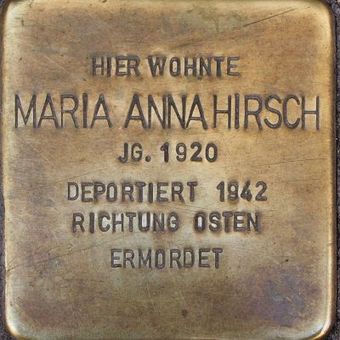 HIER WOHNTE
MARIA ANNA HIRSCH
JG. 1920
DEPORTIERT 1942
RICHTUNG OSTEN
ERMORDET